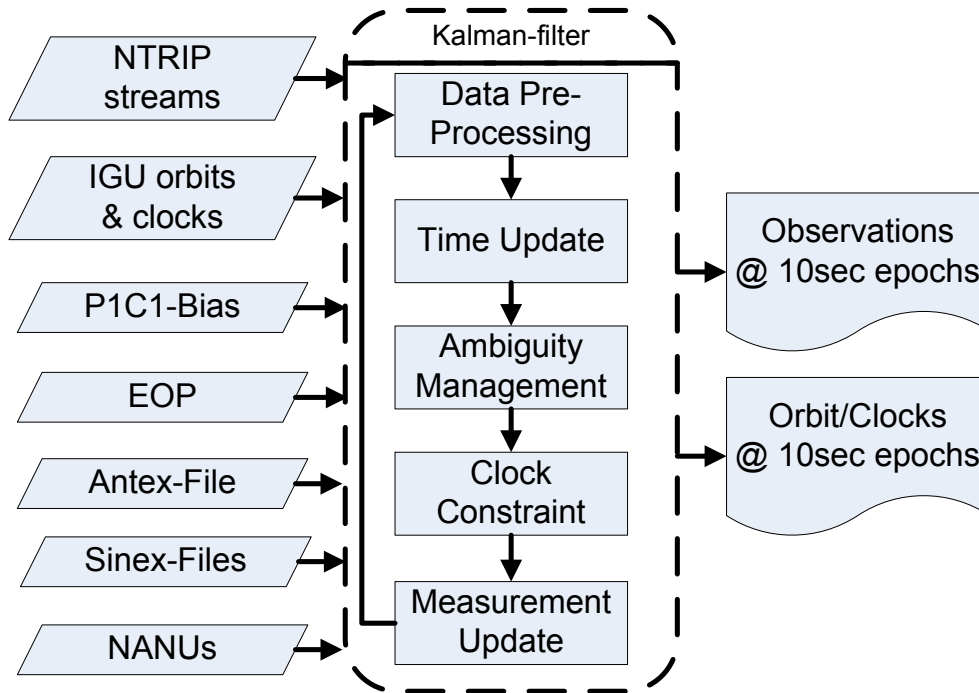 NTRIP
streams
IGU orbits
& clocks
P1C1-Bias
EOP
Antex-File
Sinex-Files
NANUs
Kalman-filter
Data Pre-
Processing
Time Update
Ambiguity
Management
Clock
Constraint
Measurement
Update
Observations
@ 10sec epochs
Orbit/Clocks
@ 10sec epochs